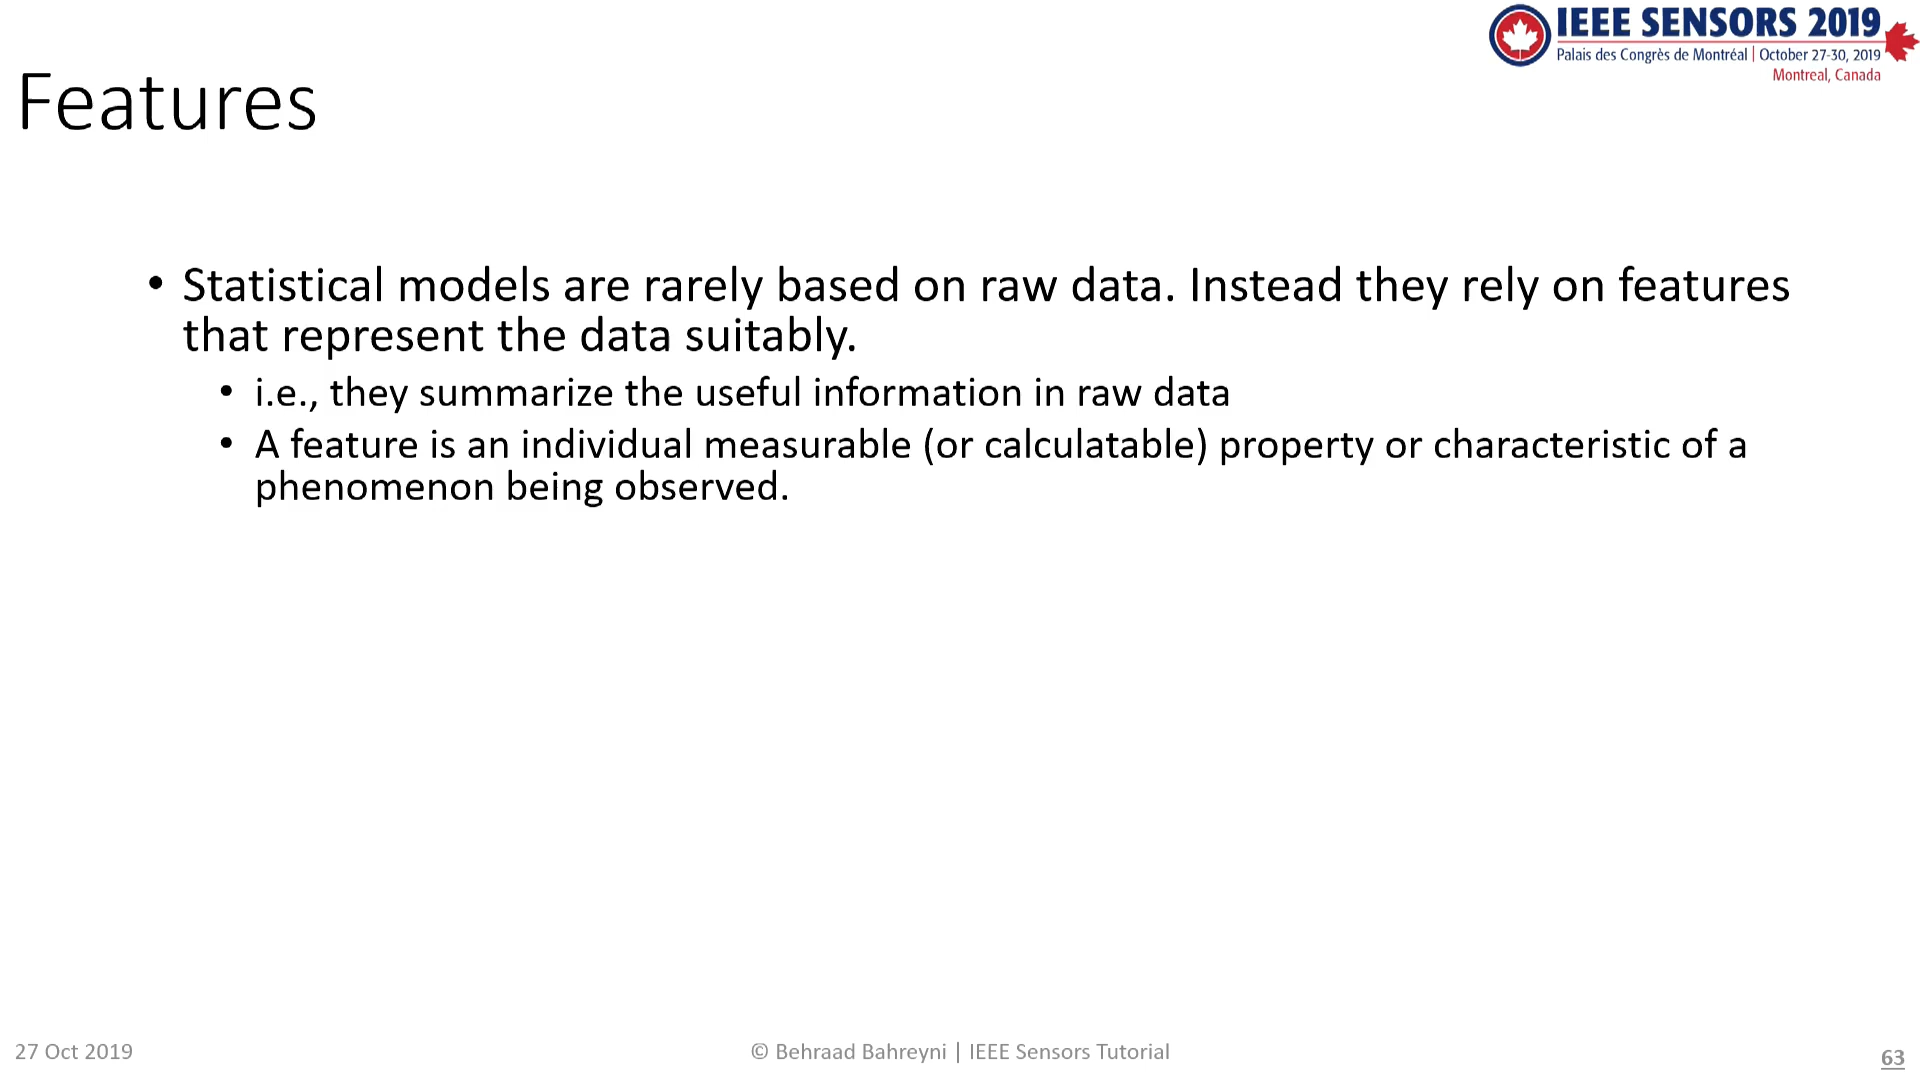 IEEE SENSORS 2019
Palais des Congrès de Montréal | October 27-30, 2019
Montreal, Canada
Features
• Statistical models are rarely based on raw data. Instead they rely on features
that represent the data suitably.
• i.e., they summarize the useful information in raw data
• A feature is an individual measurable (or calculatable) property or characteristic of a
phenomenon being observed.
27 Oct 2019
© Behraad Bahreyni | IEEE Sensors Tutorial
63